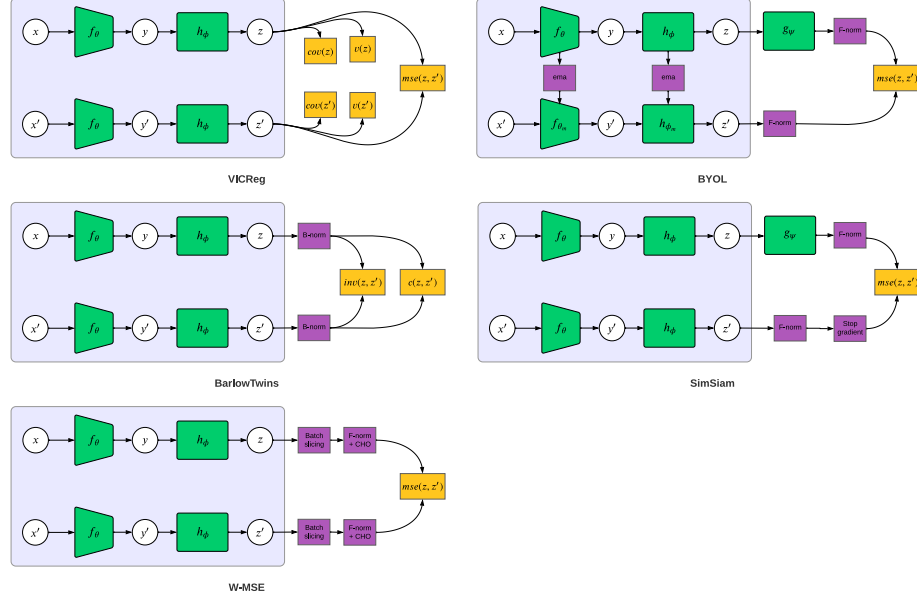 x fθ y hϕ z
cov(z) v(z)
mse(z, z′)
cov(z′) v(z′)
x′ fθ y′ hϕ z′
VICReg
x fθ y hϕ z gψ F-norm
ema ema mse(z, z′)
x′ fθm y′ hϕm z′ F-norm
BYOL
x fθ y hϕ z B-norm
inv(z, z′) c(z, z′)
x′ fθ y′ hϕ z′ B-norm
BarlowTwins
x fθ y hϕ z gψ F-norm
mse(z, z′)
x′ fθ y′ hϕ z′ F-norm Stop
gradient
SimSiam
x fθ y hϕ z Batch
slicing
F-norm
+ CHO
mse(z, z′)
x′ fθ y′ hϕ z′ Batch
slicing
F-norm
+ CHO
W-MSE